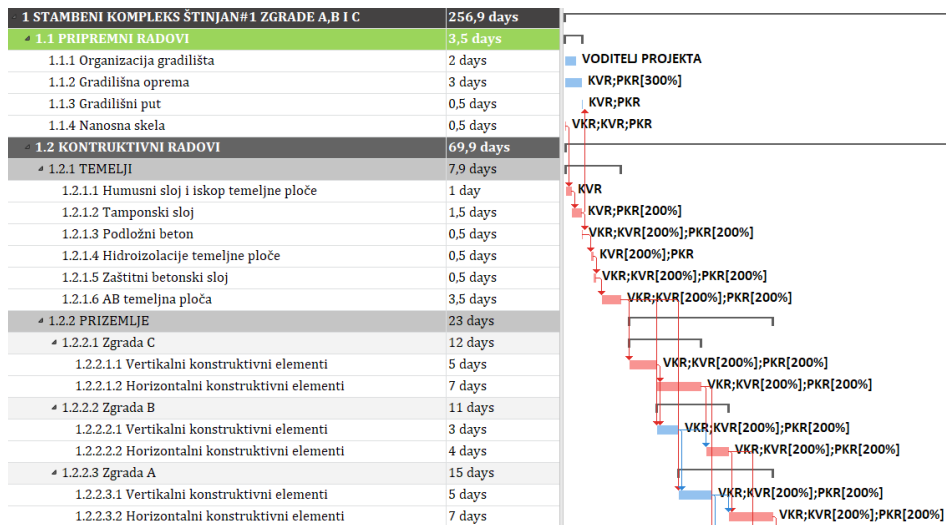 1 STAMBENI KOMPLEKS ŠTINJAN#1 ZGRADE A,B I C 256,9 days
1.1 PRIPREMNI RADOVI 3,5 days
1.1.1 Organizacija gradilišta 2 days VODITELJ PROJEKTA
1.1.2 Gradilišna oprema 3 days KVR;PKR[300%]
1.1.3 Gradilišni put 0,5 days KVR;PKR
1.1.4 Nanosna skela 0,5 days VKR;KVR;PKR
1.2 KONTRUKTIVNI RADOVI 69,9 days
1.2.1 TEMELJI 7,9 days
1.2.1.1 Humusni sloj i iskop temeljne ploče 1 day KVR
1.2.1.2 Tamponski sloj 1,5 days KVR;PKR[200%]
1.2.1.3 Podložni beton 0,5 days VKR;KVR[200%];PKR[200%]
1.2.1.4 Hidroizolacije temeljne ploče 0,5 days KVR[200%];PKR
1.2.1.5 Zaštitni betonski sloj 0,5 days VKR;KVR[200%];PKR[200%]
1.2.1.6 AB temeljna ploča 3,5 days VKR;KVR[200%];PKR[200%]
1.2.2 PRIZEMLJE 23 days
1.2.2.1 Zgrada C 12 days
1.2.2.1.1 Vertikalni konstruktivni elementi 5 days VKR;KVR[200%];PKR[200%]
1.2.2.1.2 Horizontalni konstruktivni elementi 7 days VKR;KVR[200%];PKR[200%]
1.2.2.2 Zgrada B 11 days
1.2.2.2.1 Vertikalni konstruktivni elementi 3 days VKR;KVR[200%];PKR[200%]
1.2.2.2.2 Horizontalni konstruktivni elementi 4 days VKR;KVR[200%];PKR[200%]
1.2.2.3 Zgrada A 15 days
1.2.2.3.1 Vertikalni konstruktivni elementi 5 days VKR;KVR[200%];PKR[200%]
1.2.2.3.2 Horizontalni konstruktivni elementi 7 days VKR;KVR[200%];PKR[200%]